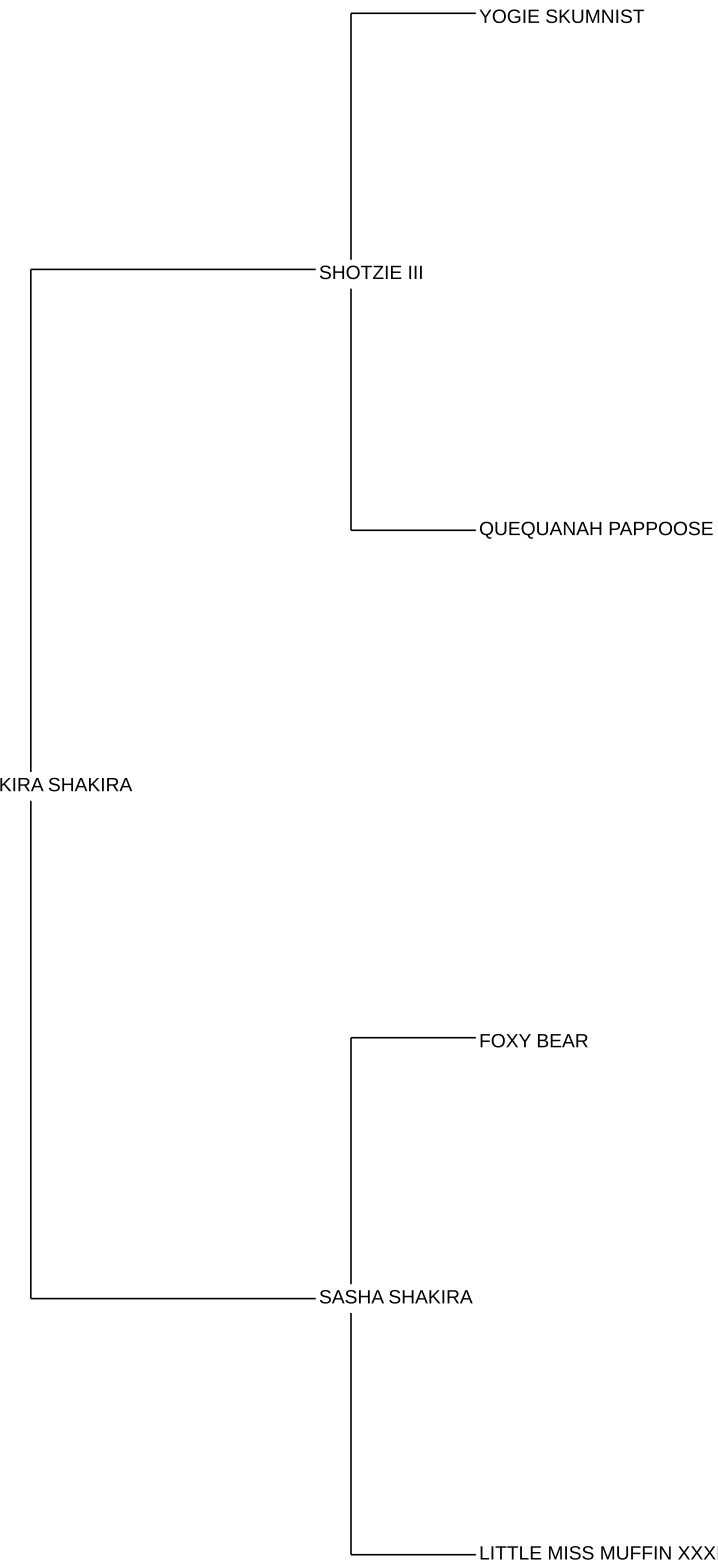 YOGIE SKUMNIST
SHOTZIE III
QUEQUANAH PAPPOOSE
KIRA SHAKIRA
FOXY BEAR
SASHA SHAKIRA
LITTLE MISS MUFFIN